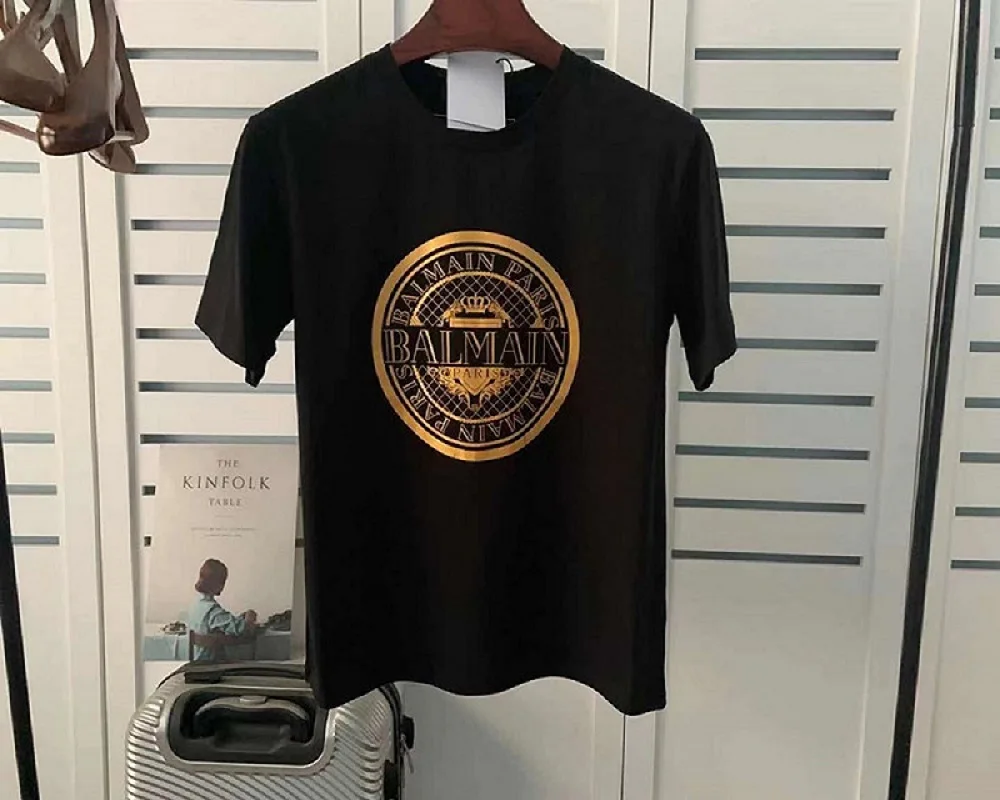 BALMAIN PARIS
BALMAIN
PARIS
BALMAIN PARIS
THE
KINFOLK
TABLE